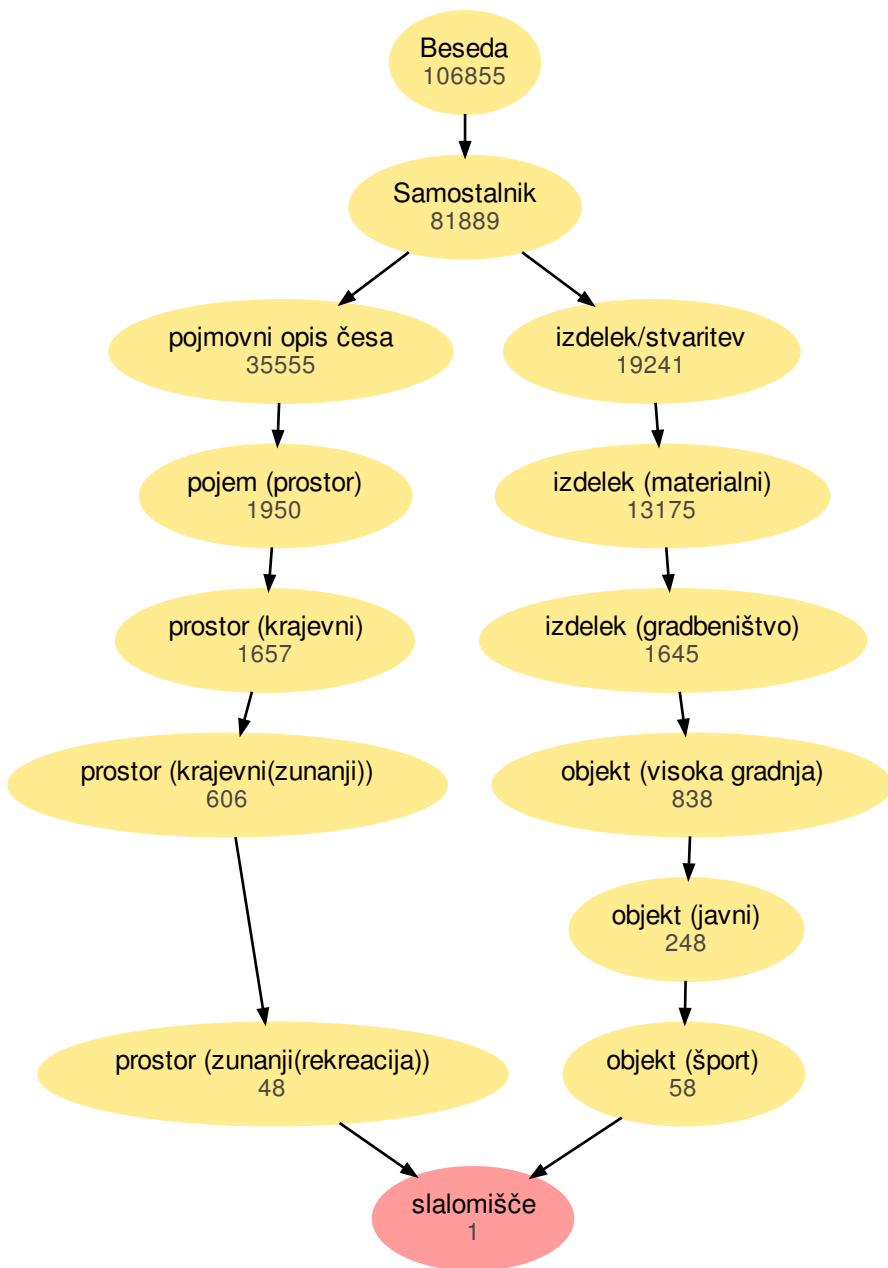 Beseda
106855
Samostalnik
81889
pojmovni opis česa
35555
izdelek/stvaritev
19241
pojem (prostor)
1950
izdelek (materialni)
13175
prostor (krajevni)
1657
izdelek (gradbeništvo)
1645
prostor (krajevni(zunanji))
606
objekt (visoka gradnja)
838
objekt (javni)
248
prostor (zunanji(rekreacija))
48
objekt (šport)
58
slalomišče
1